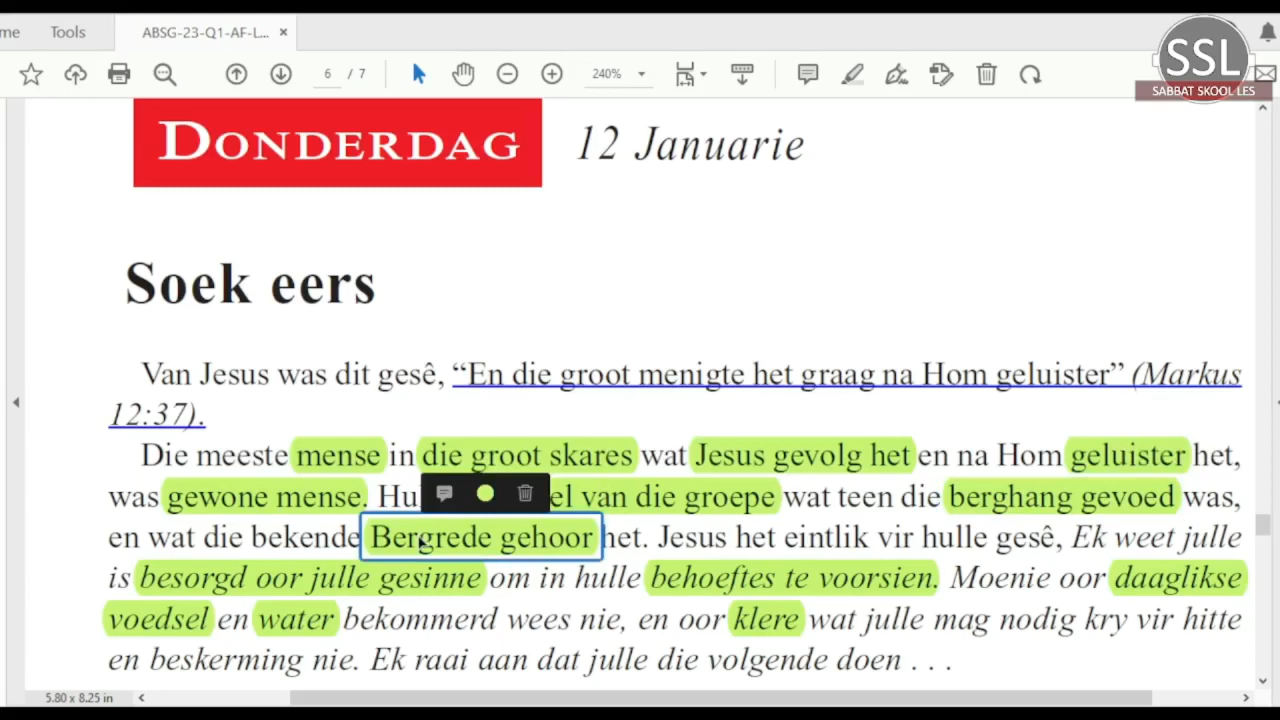 me Tools ABSG-23-Q1-AF-L... ×
SSL
SABBAT SKOOL LES
6 / 7 240%
DONDERDAG 12 Januarie
Soek eers
Van Jesus was dit gesê, “En die groot menigte het graag na Hom geluister” (Markus
12:37).
Die meeste mense in die groot skares wat Jesus gevolg het en na Hom geluister het,
was gewone mense. Hul el van die groepe wat teen die berghang gevoed was,
en wat die bekende Bergrede gehoor het. Jesus het eintlik vir hulle gesê, Ek weet julle
is besorgd oor julle gesinne om in hulle behoeftes te voorsien. Moenie oor daaglikse
voedsel en water bekommerd wees nie, en oor klere wat julle mag nodig kry vir hitte
en beskerming nie. Ek raai aan dat julle die volgende doen . . .
5.80 x 8.25 in